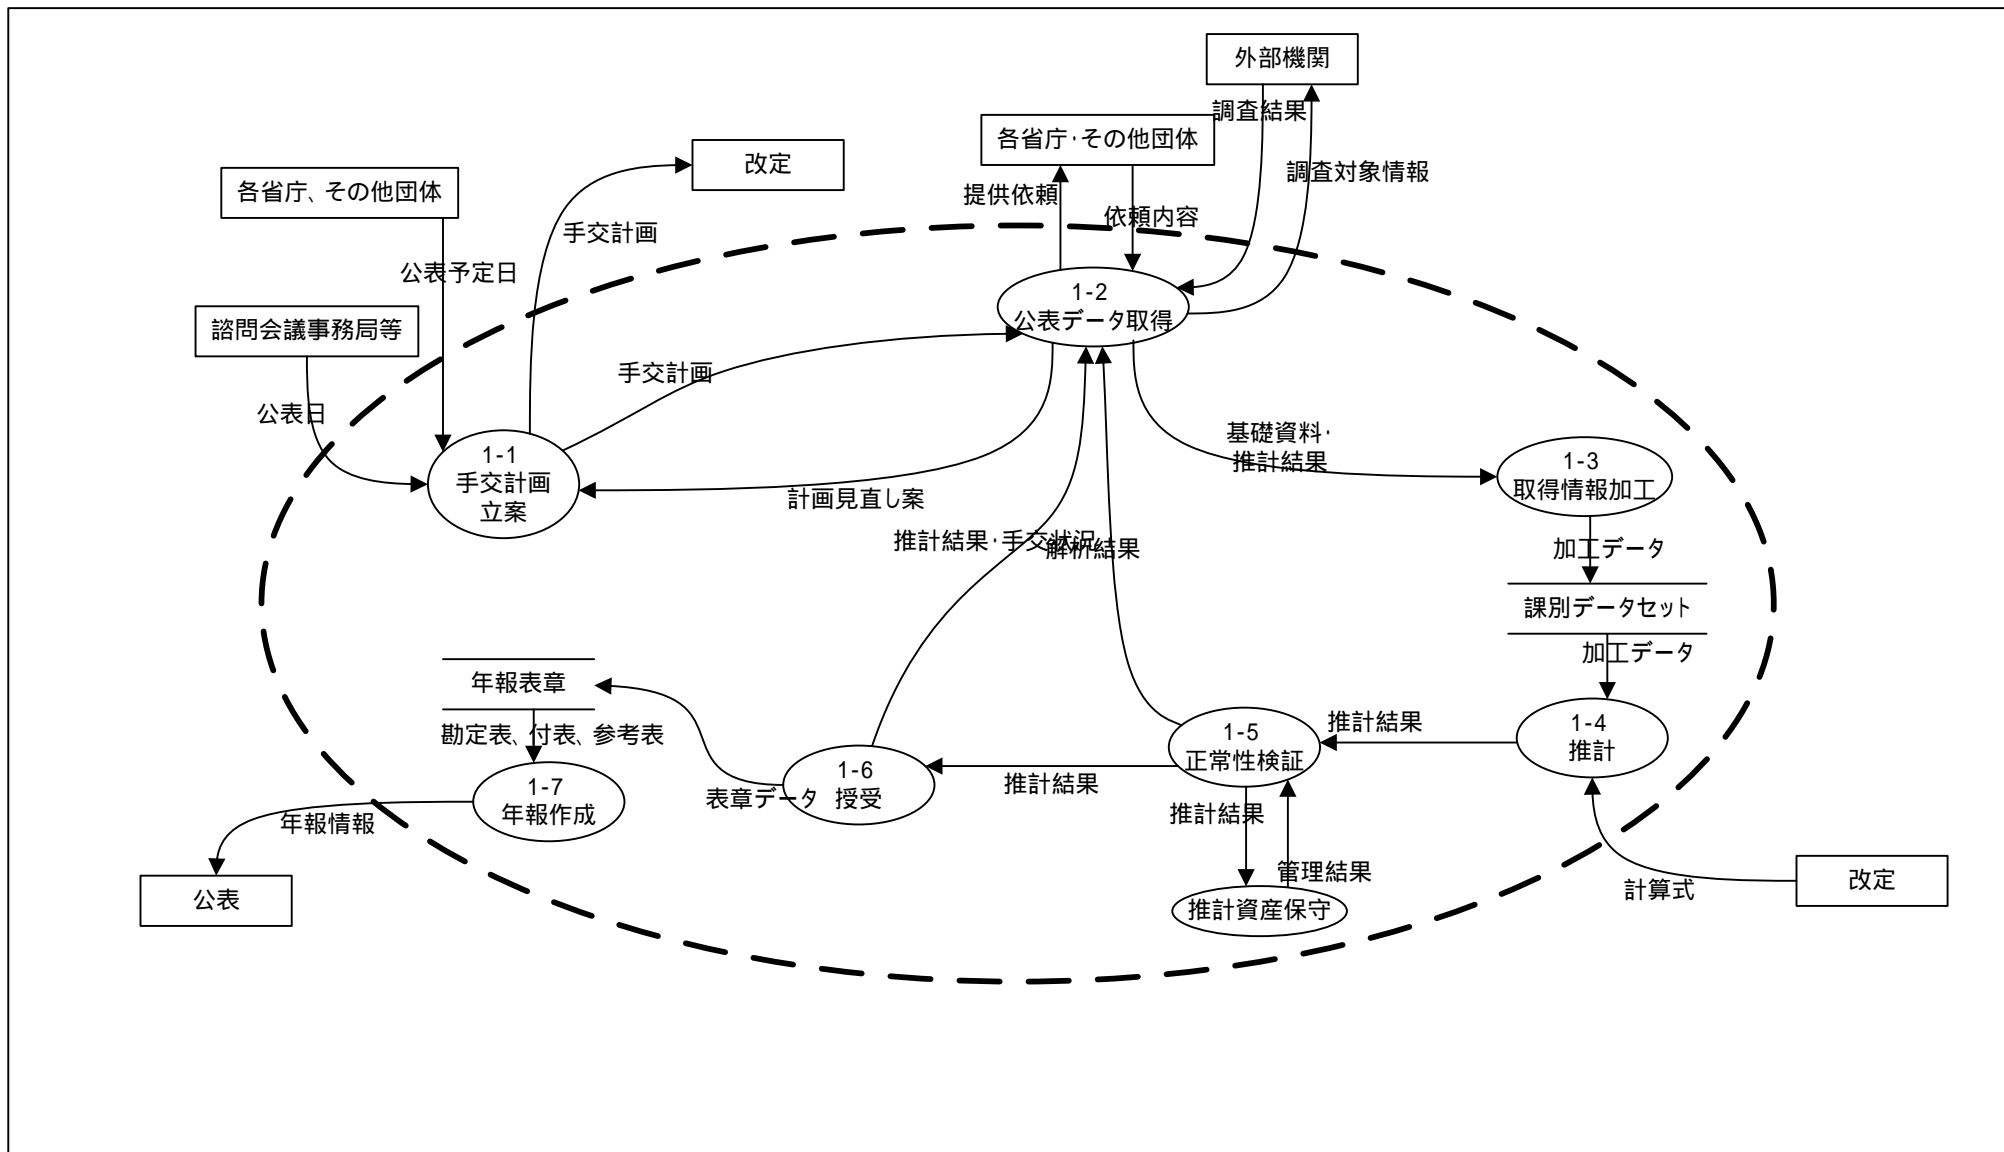 外部機関
調査結果
各省庁・その他団体
改定
調査対象情報
各省庁、その他団体
提供依頼
依頼内容
手交計画
公表予定日
1-2
公表データ取得
諮問会議事務局等
手交計画
公表日
基礎資料・
推計結果
1-1
手交計画
立案
1-3
取得情報加工
計画見直し案
推計結果・手交状況
解析結果
加工データ
課別データセット
加工データ
年報表章
勘定表、付表、参考表
推計結果
1-4
推計
1-5
正常性検証
1-6
授受
推計結果
表章データ
1-7
年報作成
年報情報
推計結果
管理結果
計算式
改定
公表
推計資産保守